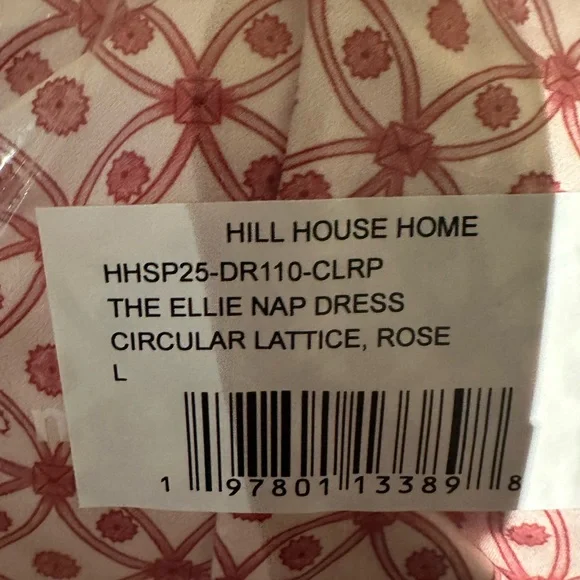 HILL HOUSE HOME
HHSP25-DR110-CLRP
THE ELLIE NAP DRESS
CIRCULAR LATTICE, ROSE
L
1 97801 13389 8